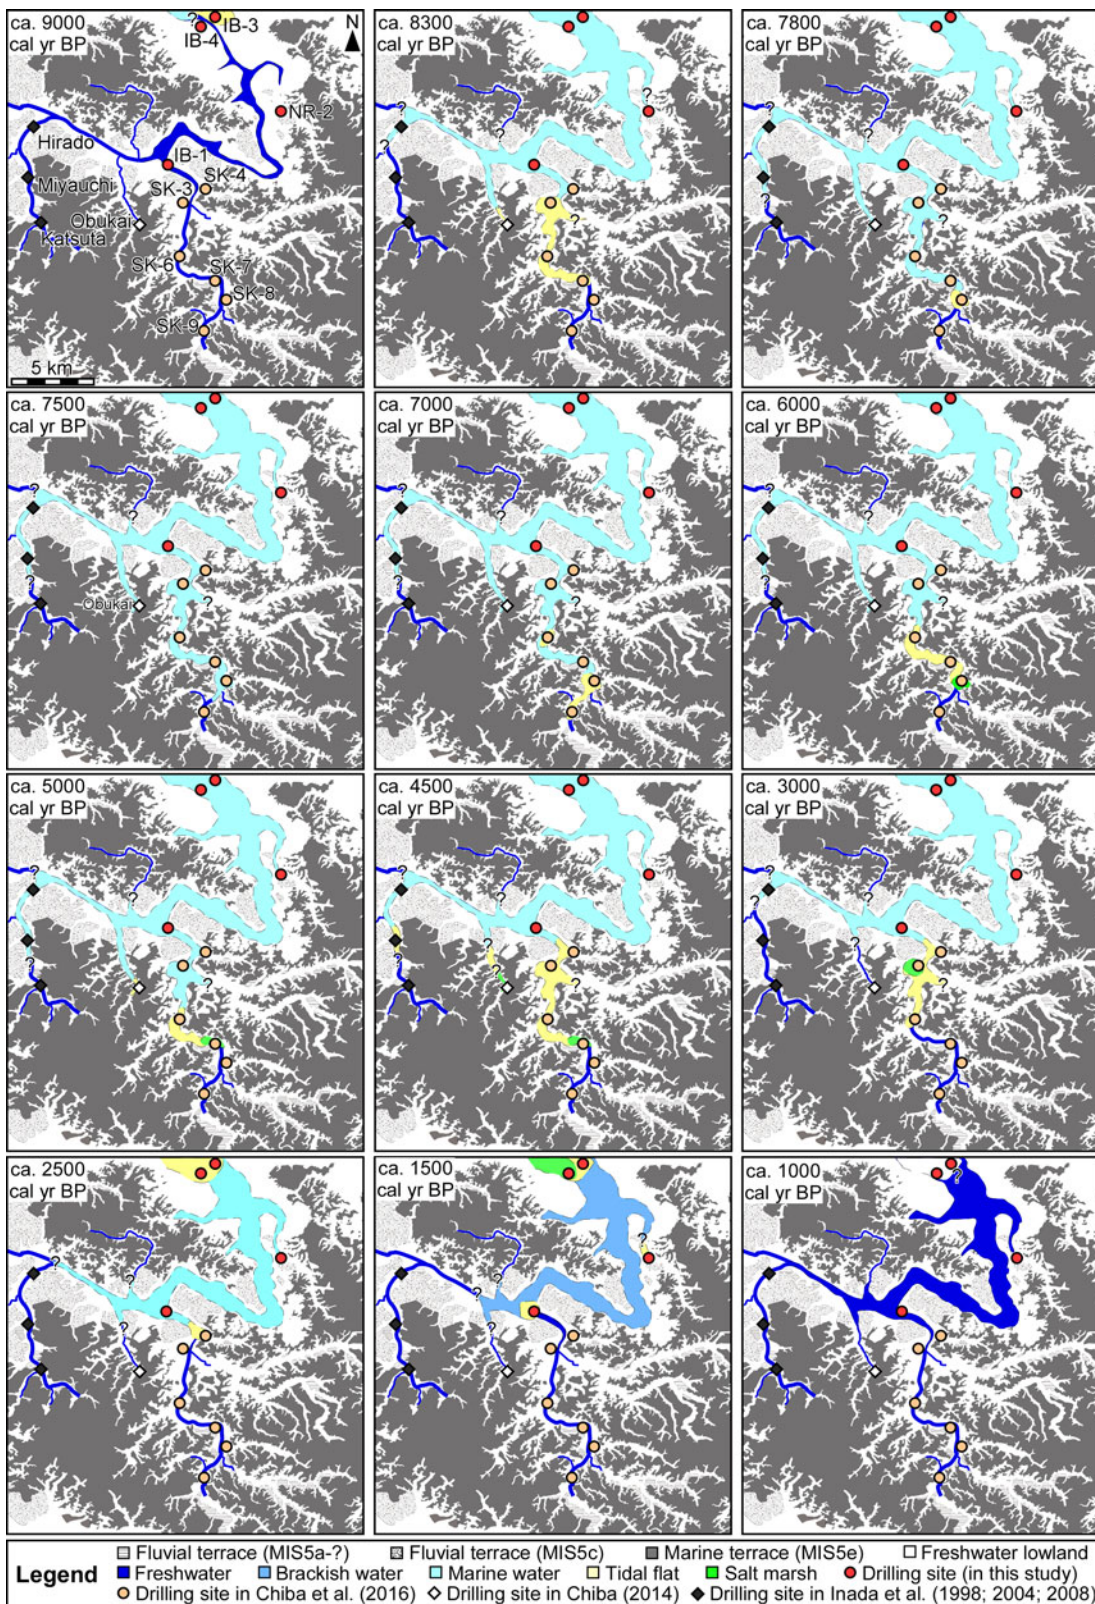 ca. 9000
cal yr BP
?
IB-3
IB-4
N
NR-2
Hirado
IB-1
SK-4
Miyauchi
SK-3
Obukai
Katsuta
SK-6
SK-7
SK-8
SK-9
5 km
ca. 8300
cal yr BP
?
?
?
?
ca. 7800
cal yr BP
?
?
?
ca. 7500
cal yr BP
?
?
?
Obukai
?
ca. 7000
cal yr BP
?
?
?
?
ca. 6000
cal yr BP
?
?
?
?
ca. 5000
cal yr BP
?
?
?
?
ca. 4500
cal yr BP
?
?
?
?
?
?
ca. 3000
cal yr BP
?
?
?
?
?
ca. 2500
cal yr BP
?
?
?
ca. 1500
cal yr BP
?
?
?
?
ca. 1000
cal yr BP
?
Legend
Fluvial terrace (MIS5a-?) Fluvial terrace (MIS5c) Marine terrace (MIS5e) Freshwater lowland
Freshwater Brackish water Marine water Tidal flat Salt marsh Drilling site (in this study)
Drilling site in Chiba et al. (2016) Drilling site in Chiba (2014) Drilling site in Inada et al. (1998; 2004; 2008)